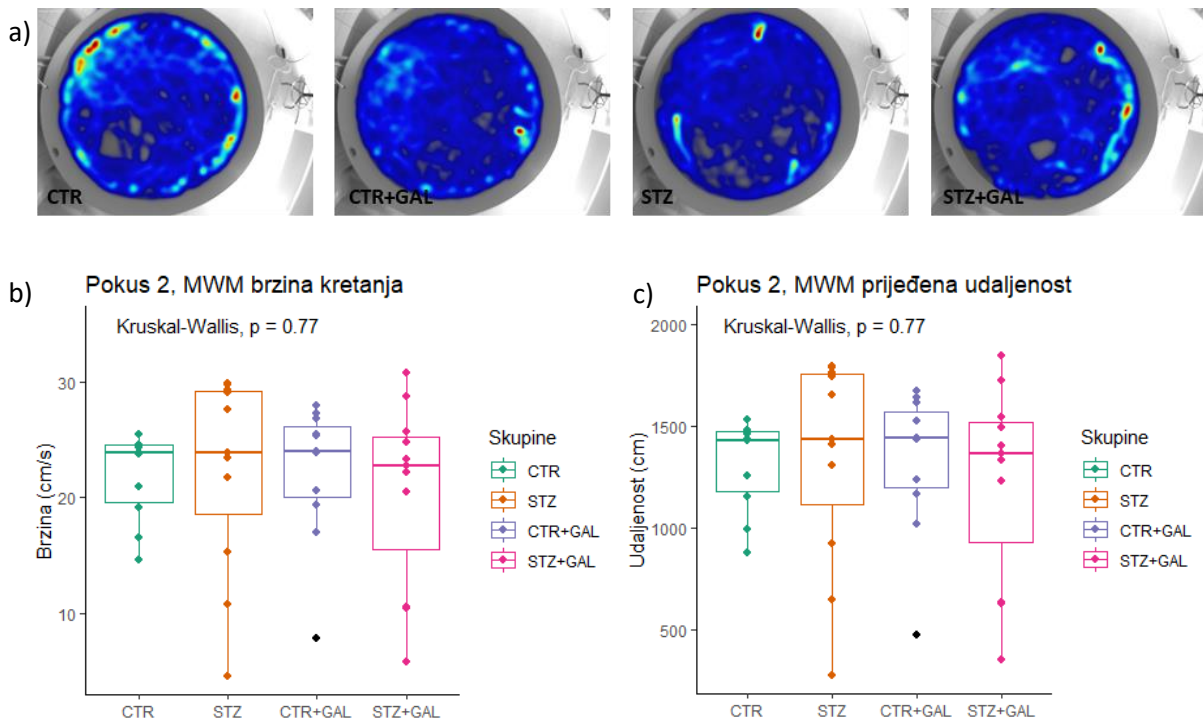 a)
CTR
CTR+GAL
STZ
STZ+GAL
b)
Pokus 2, MWM brzina kretanja
Kruskal-Wallis, p = 0.77
Brzina (cm/s)
30
20
10
CTR
STZ
CTR+GAL
STZ+GAL
Skupine
CTR
STZ
CTR+GAL
STZ+GAL
c)
Pokus 2, MWM prijeđena udaljenost
Kruskal-Wallis, p = 0.77
Udaljenost (cm)
2000
1500
1000
500
CTR
STZ
CTR+GAL
STZ+GAL
Skupine
CTR
STZ
CTR+GAL
STZ+GAL